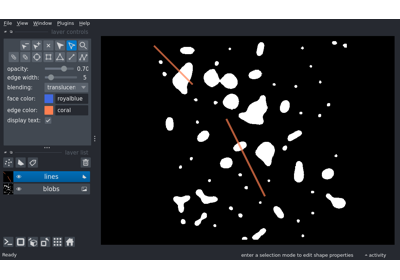 File View Window Plugins Help
layer controls
opacity: 0.70
edge width: 5
blending: translucen
face color: royalblue
edge color: coral
display text: ✓
layer list
lines
blobs
Ready enter a selection mode to edit shape properties • activity